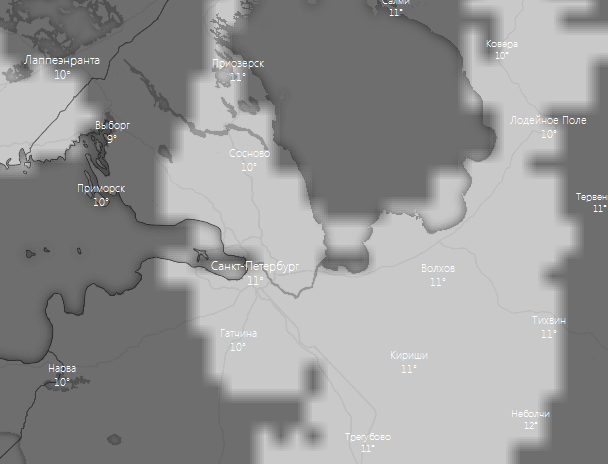 Салми
11°
Ковера
10°
Лаппеэнранта
10°
Приозерск
11°
Выборг
9°
Лодейное Поле
10°
Сосново
10°
Приморск
10°
Тервен
11°
Санкт-Петербург
11°
Волхов
11°
Тихвин
11°
Гатчина
10°
Кириши
11°
Нарва
10°
Неболчи
12°
Трегубово
11°